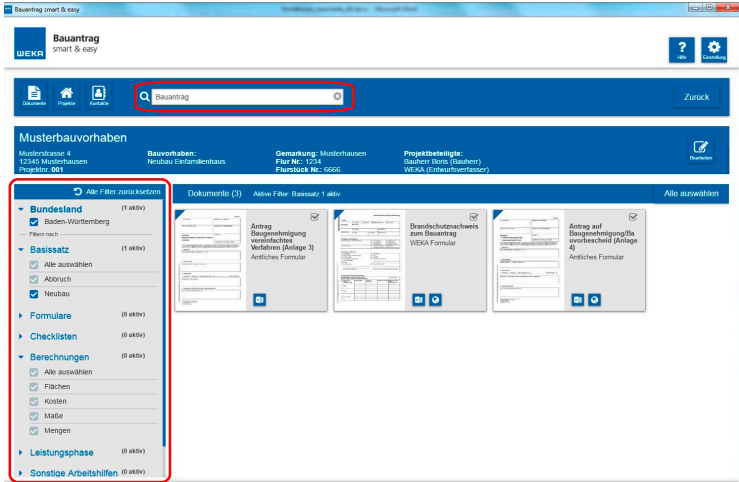 Bauantrag smart & easy
WEKA
Bauantrag
smart & easy
Hilfe
Einstellung
Dokumente
Projekte
Kontakte
Bauantrag
Zurück
Musterbauvorhaben
Musterstrasse 4
12345 Musterhausen
Projektnr.:001
Bauvorhaben:
Neubau Einfamilienhaus
Gemarkung: Musterhausen
Flur Nr.: 1234
Flurstück Nr.: 6666
Projektbeteiligte:
Bauherr Boris (Bauherr)
WEKA (Entwurfsverfasser)
Bearbeiten
Alle Filter zurücksetzen
Dokumente (3)
Aktive Filter: Basissatz 1 aktiv
Alle auswählen
Bundesland (1 aktiv)
Baden-Württemberg
Filtern nach
Basissatz (1 aktiv)
Alle auswählen
Abbruch
Neubau
Formulare (0 aktiv)
Checklisten (0 aktiv)
Berechnungen (0 aktiv)
Alle auswählen
Flächen
Kosten
Maße
Mengen
Leistungsphase (0 aktiv)
Sonstige Arbeitshilfen (0 aktiv)
Antrag
Baugenehmigung
vereinfachtes
Verfahren (Anlage 3)
Amtliches Formular
Brandschutznachweis
zum Bauantrag
WEKA Formular
Antrag auf
Baugenehmigung/Ba
uvorbescheid (Anlage
4)
Amtliches Formular